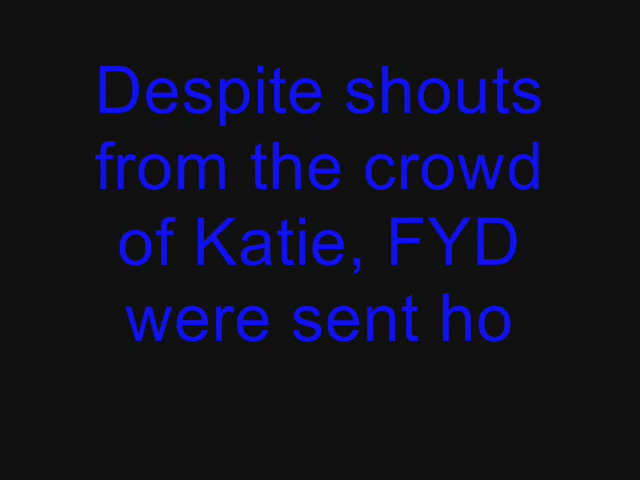 Despite shouts
from the crowd
of Katie, FYD
were sent ho